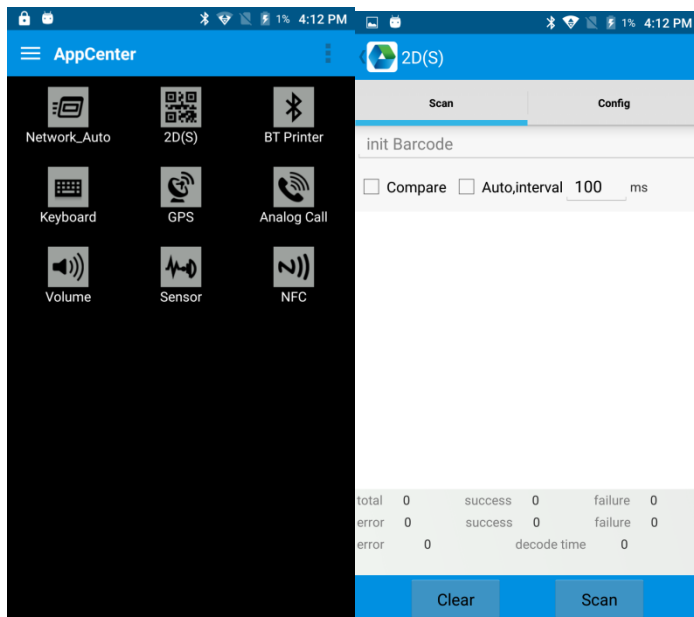 1% 4:12 PM
AppCenter
Network_Auto 2D(S) BT Printer
Keyboard GPS Analog Call
Volume Sensor NFC
1% 4:12 PM
2D(S)
Scan Config
init Barcode
Compare Auto,interval 100 ms
total 0 success 0 failure 0
error 0 success 0 failure 0
error 0 decode time 0
Clear Scan